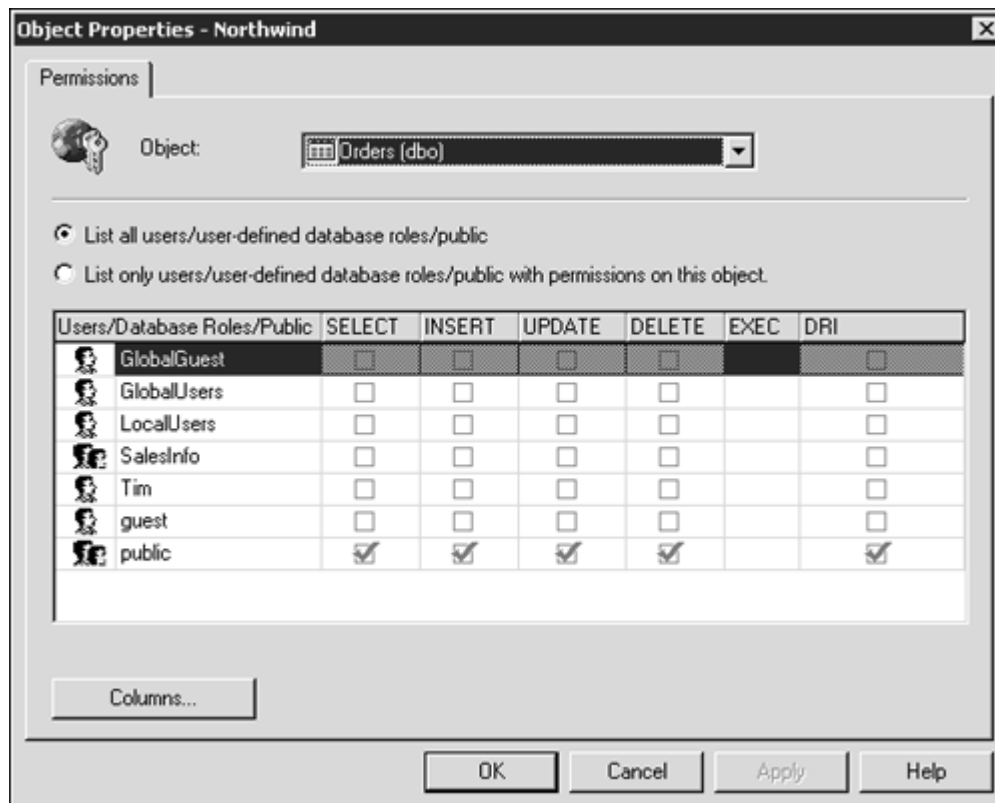 Object Properties - Northwind
Permissions
Object: Orders (dbo)
List all users/user-defined database roles/public
List only users/user-defined database roles/public with permissions on this object.
Users/Database Roles/Public SELECT INSERT UPDATE DELETE EXEC DRI
GlobalGuest
GlobalUsers
LocalUsers
SalesInfo
Tim
guest
public
Columns...
OK Cancel Apply Help